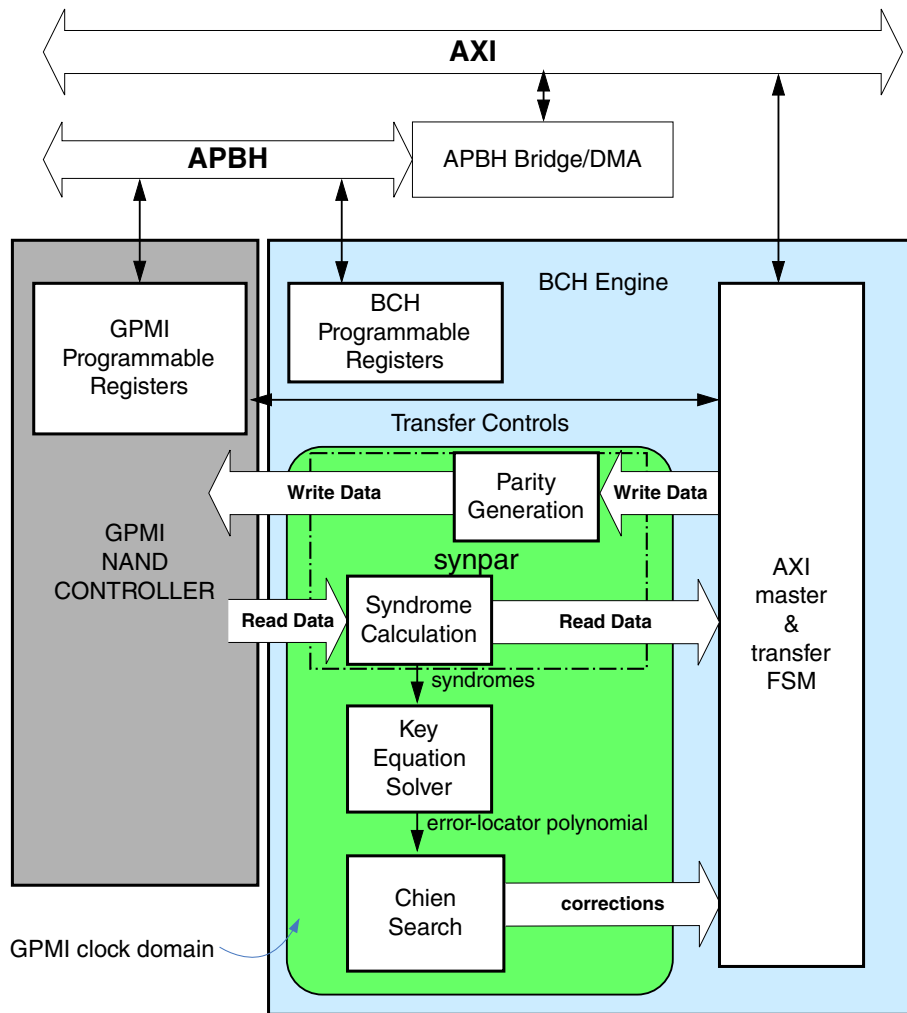 AXI
APBH
APBH Bridge/DMA
BCH Engine
GPMI
Programmable
Registers
BCH
Programmable
Registers
Transfer Controls
Write Data
Parity
Generation
Write Data
synpar
GPMI
NAND
CONTROLLER
Read Data
Syndrome
Calculation
Read Data
AXI
master
&
transfer
FSM
syndromes
Key
Equation
Solver
error-locator polynomial
Chien
Search
corrections
GPMI clock domain